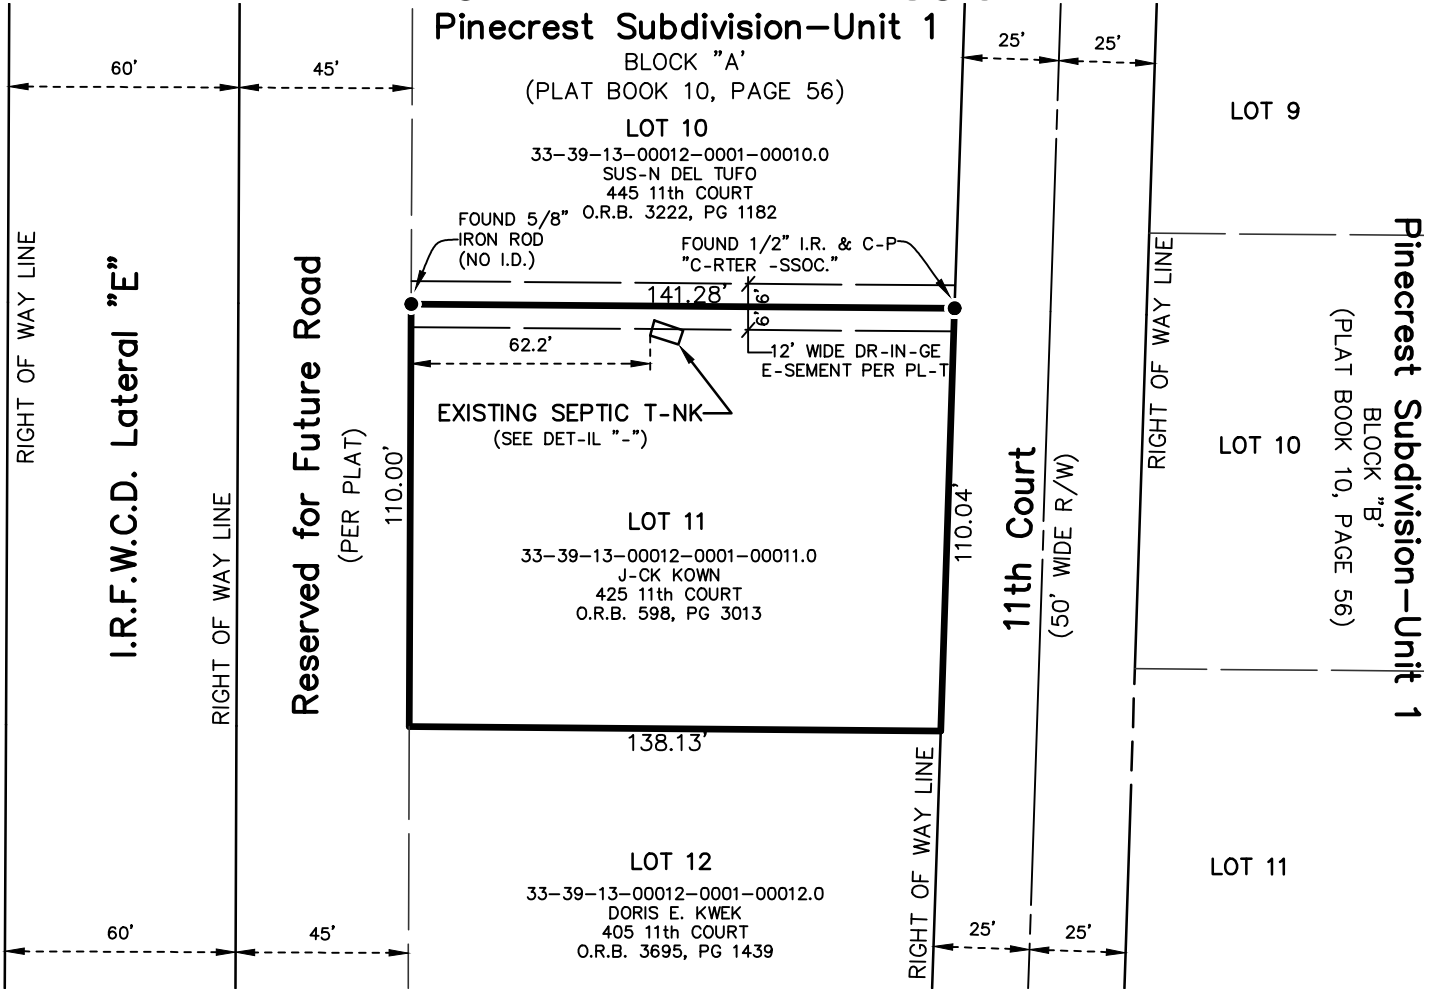 Pinecrest Subdivision-Unit 1
BLOCK "A'
(PLAT BOOK 10, PAGE 56)
LOT 10
33-39-13-00012-0001-00010.0
SUS-N DEL TUFO
445 11th COURT
O.R.B. 3222, PG 1182
60'
45'
25'
25'
LOT 9
FOUND 5/8"
IRON ROD
(NO I.D.)
FOUND 1/2" I.R. & C-P
"C-RTER -SSOC."
141.28'
6'
6'
62.2'
12' WIDE DR-IN-GE
E-SEMENT PER PL-T
EXISTING SEPTIC T-NK
(SEE DET-IL "-")
RIGHT OF WAY LINE
I.R.F.W.C.D. Lateral "E"
RIGHT OF WAY LINE
Reserved for Future Road
(PER PLAT)
110.00'
LOT 11
33-39-13-00012-0001-00011.0
J-CK KOWN
425 11th COURT
O.R.B. 598, PG 3013
110.04'
11th Court
(50' WIDE R/W)
RIGHT OF WAY LINE
LOT 10
Pinecrest Subdivision-Unit 1
BLOCK "B'
(PLAT BOOK 10, PAGE 56)
138.13'
RIGHT OF WAY LINE
LOT 12
33-39-13-00012-0001-00012.0
DORIS E. KWEK
405 11th COURT
O.R.B. 3695, PG 1439
LOT 11
60'
45'
25'
25'